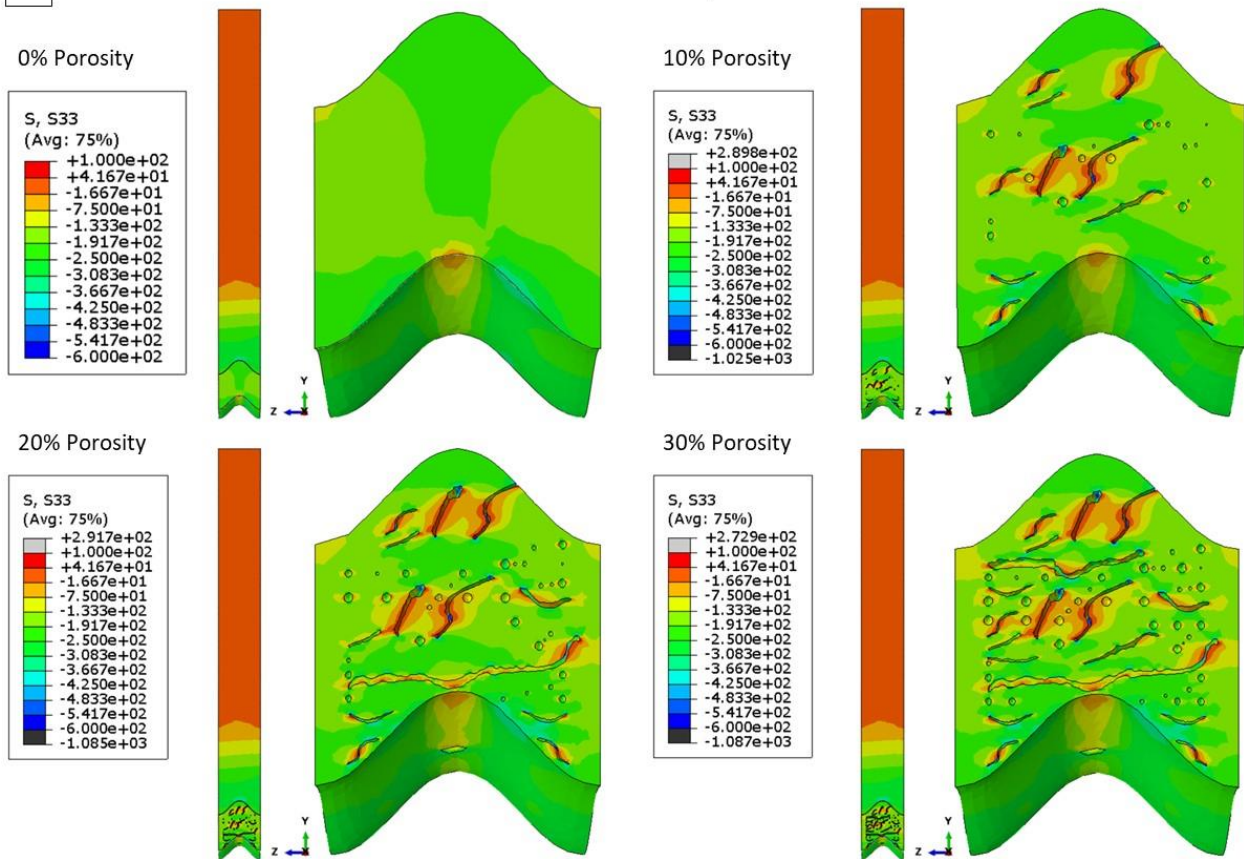 0% Porosity
S, S33
(Avg: 75%)
+1.000e+02
+4.167e+01
-1.667e+01
-7.500e+01
-1.333e+02
-1.917e+02
-2.500e+02
-3.083e+02
-3.667e+02
-4.250e+02
-4.833e+02
-5.417e+02
-6.000e+02
Y
Z
X
10% Porosity
S, S33
(Avg: 75%)
+2.898e+02
+1.000e+02
+4.167e+01
-1.667e+01
-7.500e+01
-1.333e+02
-1.917e+02
-2.500e+02
-3.083e+02
-3.667e+02
-4.250e+02
-4.833e+02
-5.417e+02
-6.000e+02
-1.025e+03
Y
Z
X
20% Porosity
S, S33
(Avg: 75%)
+2.917e+02
+1.000e+02
+4.167e+01
-1.667e+01
-7.500e+01
-1.333e+02
-1.917e+02
-2.500e+02
-3.083e+02
-3.667e+02
-4.250e+02
-4.833e+02
-5.417e+02
-6.000e+02
-1.085e+03
Y
Z
X
30% Porosity
S, S33
(Avg: 75%)
+2.729e+02
+1.000e+02
+4.167e+01
-1.667e+01
-7.500e+01
-1.333e+02
-1.917e+02
-2.500e+02
-3.083e+02
-3.667e+02
-4.250e+02
-4.833e+02
-5.417e+02
-6.000e+02
-1.087e+03
Y
Z
X